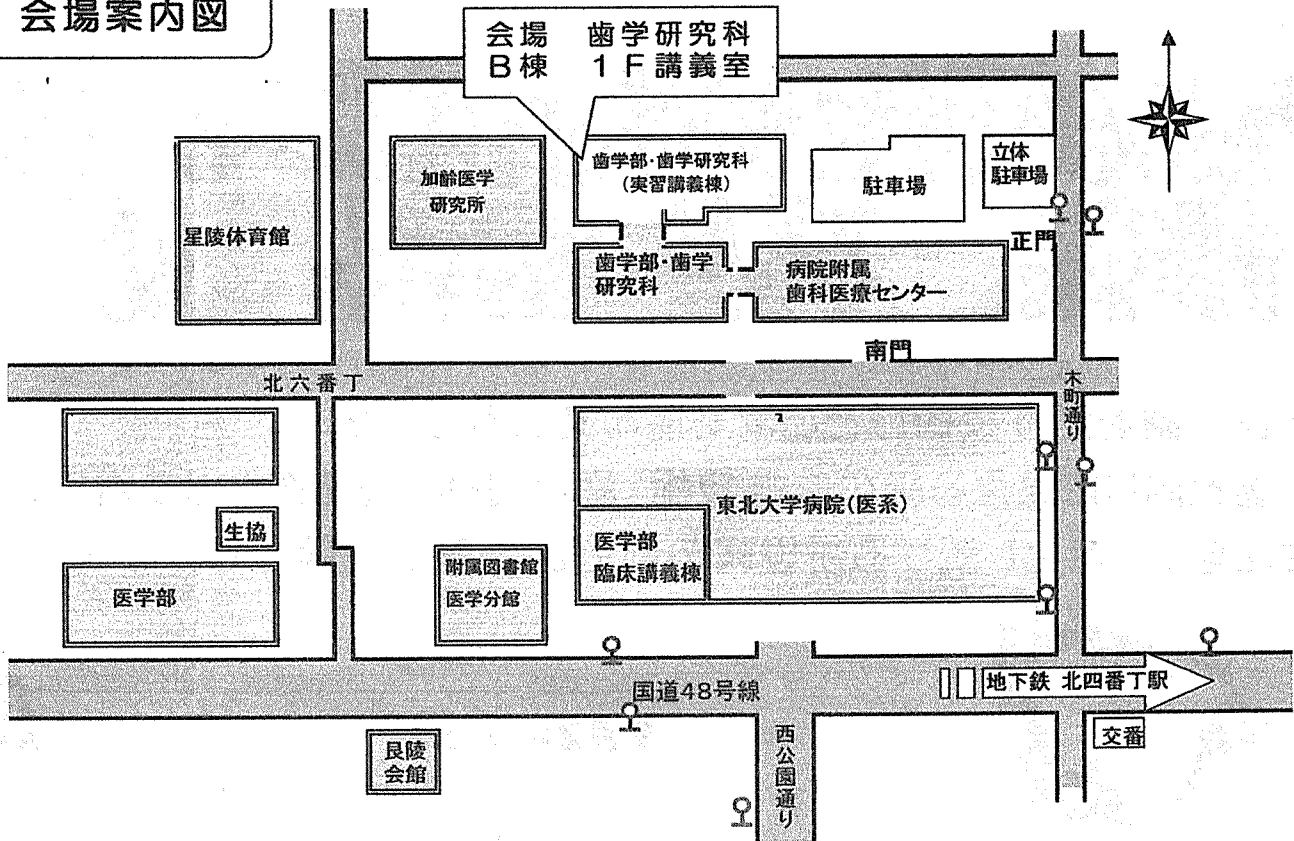 会場案内図
会場　歯学研究科
B棟　1F講義室
歯学部・歯学研究科
(実習講義棟)
加齢医学
研究所
駐車場
立体
駐車場
星陵体育館
正門
歯学部・歯学
研究科
病院附属
歯科医療センター
南門
北六番丁
木町通り
東北大学病院(医系)
生協
医学部
臨床講義棟
附属図書館
医学分館
医学部
国道48号線
地下鉄 北四番丁駅
交番
艮陵
会館
西公園通り